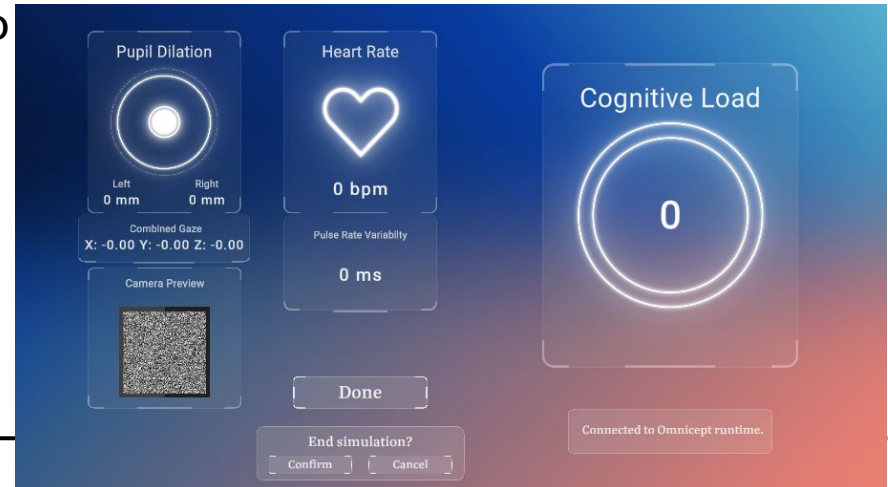 Pupil Dilation
Left Right
0 mm 0 mm
Combined Gaze
X: -0.00 Y: -0.00 Z: -0.00
Camera Preview
Heart Rate
0 bpm
Pulse Rate Variabilty
0 ms
Done
End simulation?
Confirm Cancel
Cognitive Load
0
Connected to Omnicept runtime.